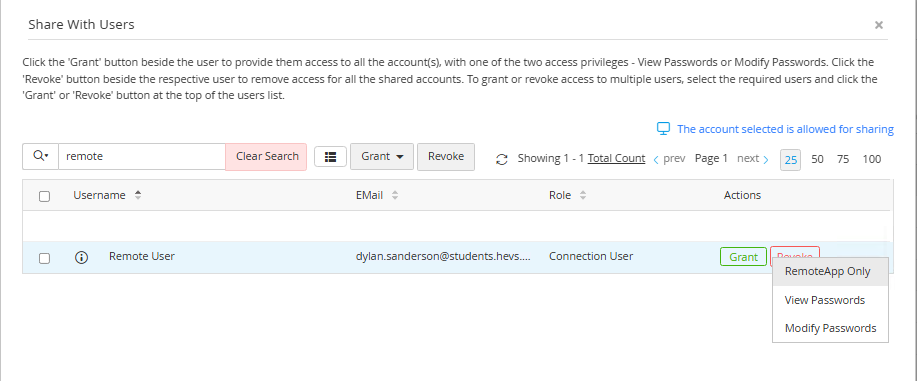 Share With Users
×
Click the 'Grant' button beside the user to provide them access to all the account(s), with one of the two access privileges - View Passwords or Modify Passwords. Click the
'Revoke' button beside the respective user to remove access for all the shared accounts. To grant or revoke access to multiple users, select the required users and click the
'Grant' or 'Revoke' button at the top of the users list.
The account selected is allowed for sharing
remote Clear Search Grant Revoke Showing 1 - 1 Total Count prev Page 1 next 25 50 75 100
Username EMail Role Actions
Remote User dylan.sanderson@students.hevs.... Connection User Grant Revoke
RemoteApp Only
View Passwords
Modify Passwords